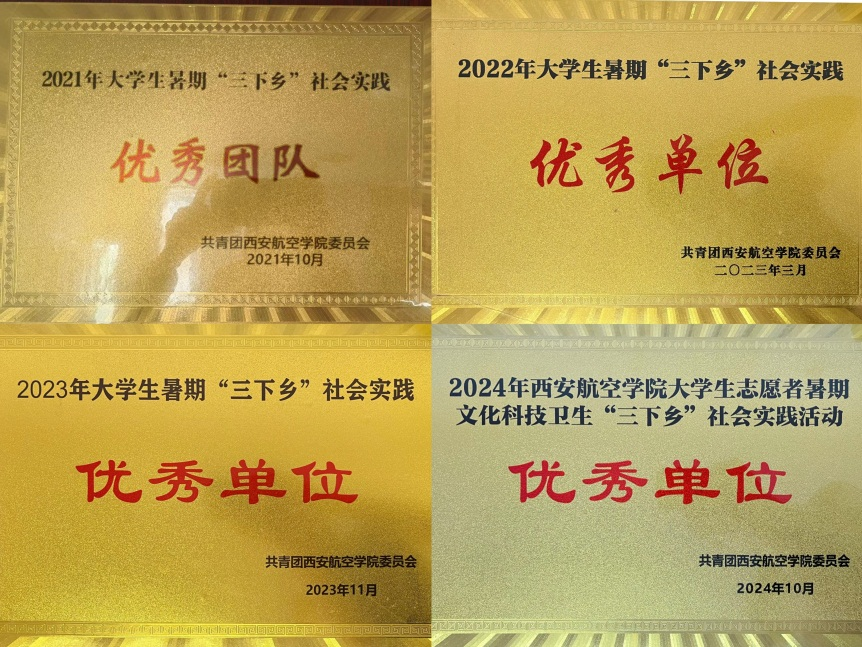 2021年大学生暑期“三下乡”社会实践
优秀团队
共青团西安航空学院委员会
2021年10月
2022年大学生暑期“三下乡”社会实践
优秀单位
共青团西安航空学院委员会
二〇二三年三月
2023年大学生暑期“三下乡”社会实践
优秀单位
共青团西安航空学院委员会
2023年11月
2024年西安航空学院大学生志愿者暑期
文化科技卫生“三下乡”社会实践活动
优秀单位
共青团西安航空学院委员会
2024年10月